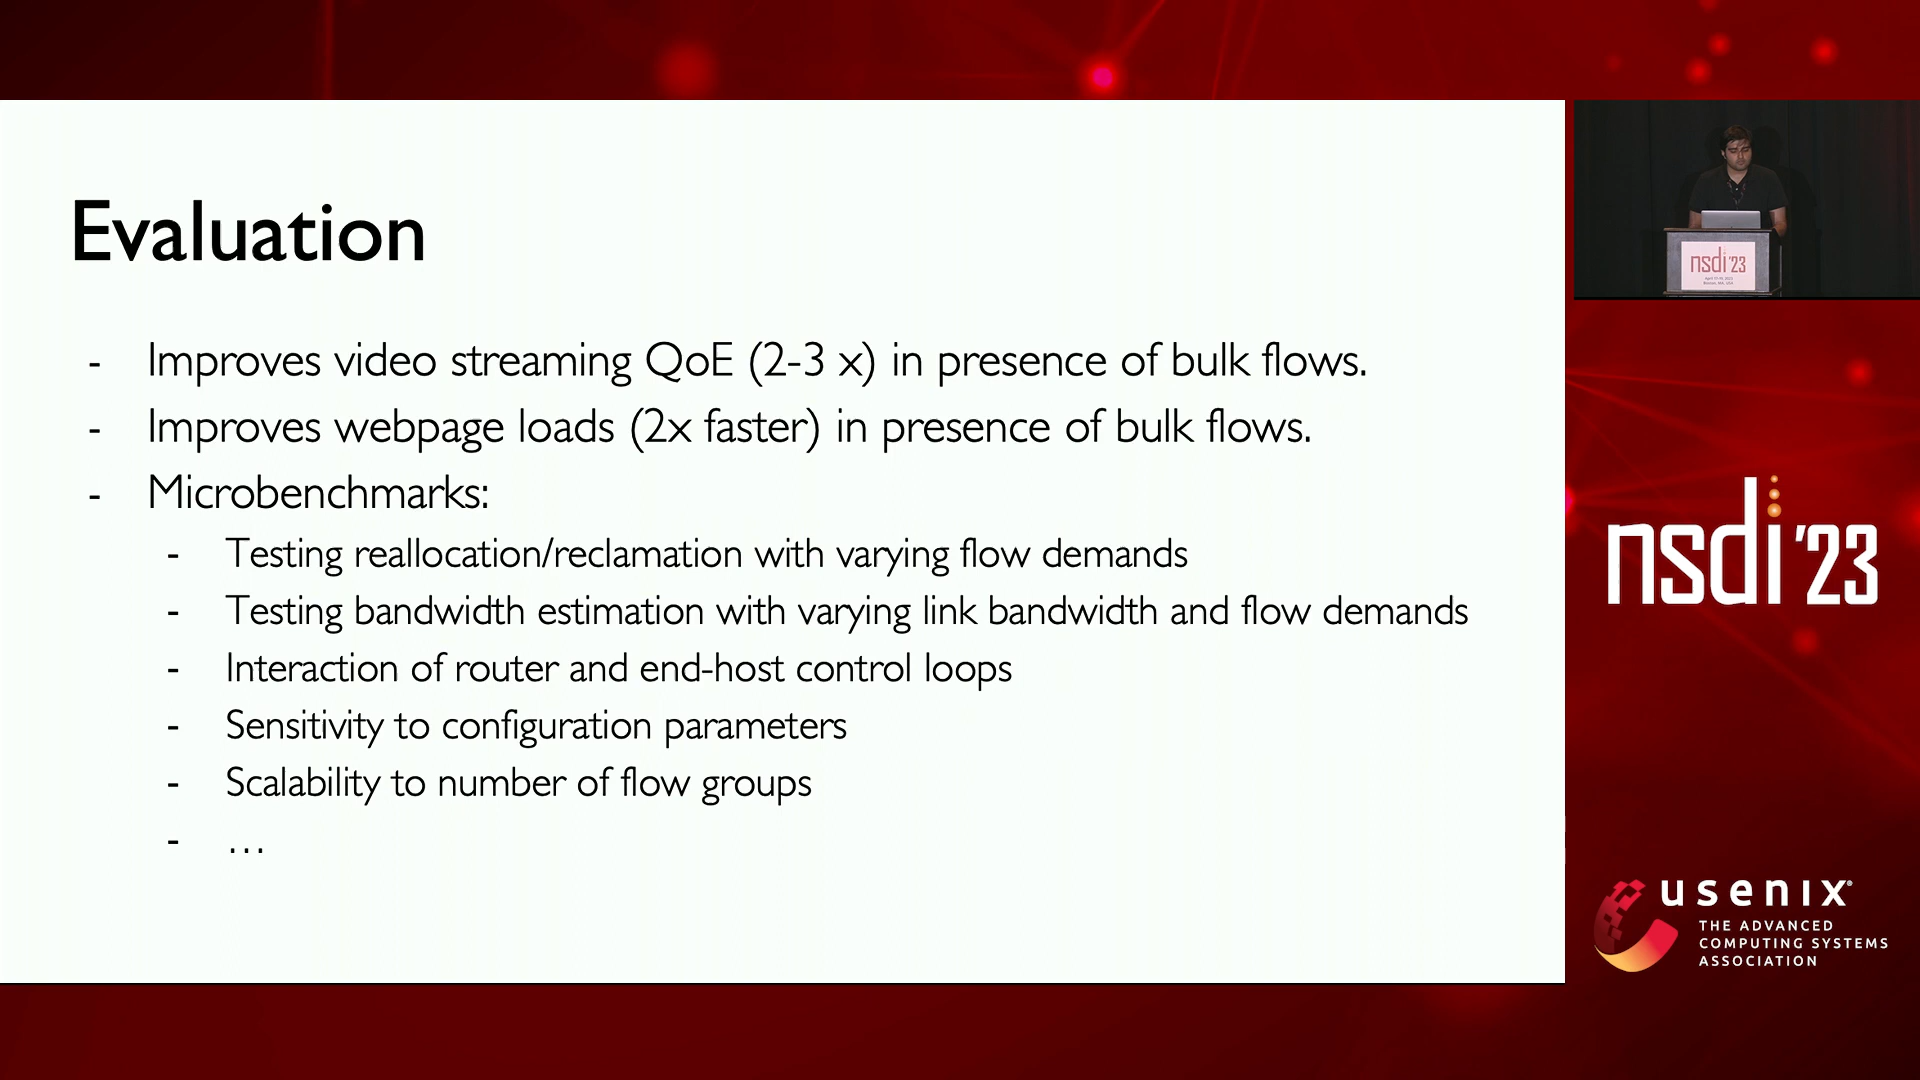 Evaluation
- Improves video streaming QoE (2-3 x) in presence of bulk flows.
- Improves webpage loads (2x faster) in presence of bulk flows.
- Microbenchmarks:
- Testing reallocation/reclamation with varying flow demands
- Testing bandwidth estimation with varying link bandwidth and flow demands
- Interaction of router and end-host control loops
- Sensitivity to configuration parameters
- Scalability to number of flow groups
- …
nsdi '23
nsdi '23
usenix®
THE ADVANCED
COMPUTING SYSTEMS
ASSOCIATION